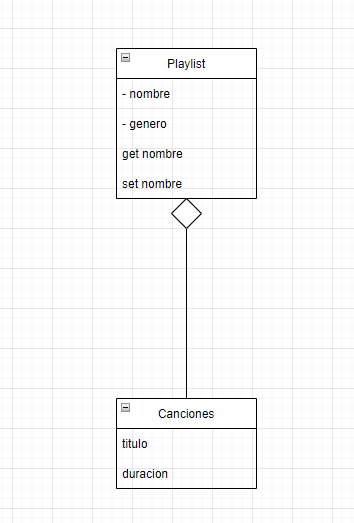 Playlist
- nombre
- genero
get nombre
set nombre
Canciones
titulo
duracion